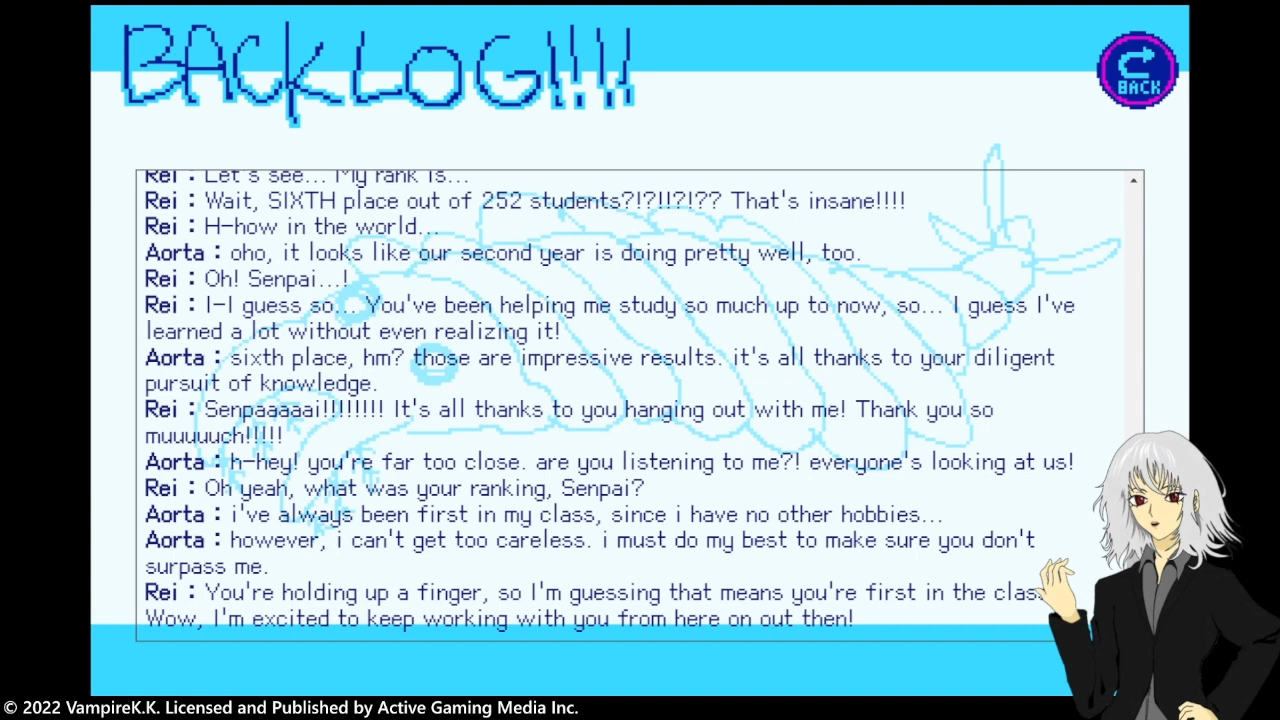 BACKLOG!!!!
BACK
Rei : Let's see... My rank is...
Rei : Wait, SIXTH place out of 252 students?!?!!?!?? That's insane!!!!
Rei : H-how in the world...
Aorta : oho, it looks like our second year is doing pretty well, too.
Rei : Oh! Senpai...!
Rei : I-I guess so... You've been helping me study so much up to now, so... I guess I've
learned a lot without even realizing it!
Aorta : sixth place, hm? those are impressive results. it's all thanks to your diligent
pursuit of knowledge.
Rei : Senpaaaaai!!!!!!!! It's all thanks to you hanging out with me! Thank you so
muuuuuch!!!!!
Aorta : h-hey! you're far too close. are you listening to me?! everyone's looking at us!
Rei : Oh yeah, what was your ranking, Senpai?
Aorta : i've always been first in my class, since i have no other hobbies...
Aorta : however, i can't get too careless. i must do my best to make sure you don't
surpass me.
Rei : You're holding up a finger, so I'm guessing that means you're first in the clas
Wow, I'm excited to keep working with you from here on out then!
© 2022 VampireK.K. Licensed and Published by Active Gaming Media Inc.